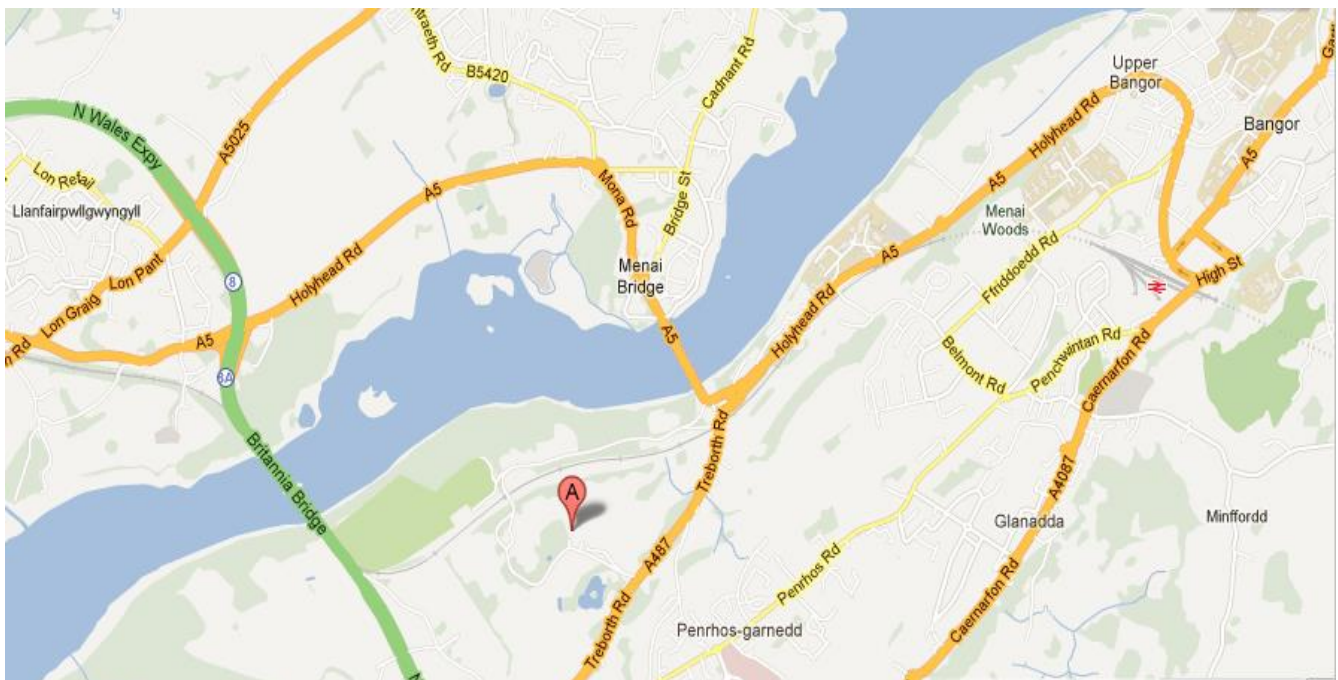 ntraeth Rd
B5420
Cadnant Rd
Upper
Bangor
Bangor
A5
Holyhead Rd
A5
Menai
Woods
Ffriddoedd Rd
High St
N Wales Expy
A5025
Lon Refail
Llanfairpwllgwyngyll
Lon Pant
Lon Graig
n Rd
A5
8
8A
Holyhead Rd
A5
Mona Rd
Bridge St
Menai
Bridge
A5
Holyhead Rd
A5
Belmont Rd
Penchwintan Rd
Caernarfon Rd
A4087
Britannia Bridge
A
Treborth Rd
A487
Treborth Rd
Glanadda
Minffordd
Penrhos Rd
Penrhos-garnedd
Caernarfon Rd